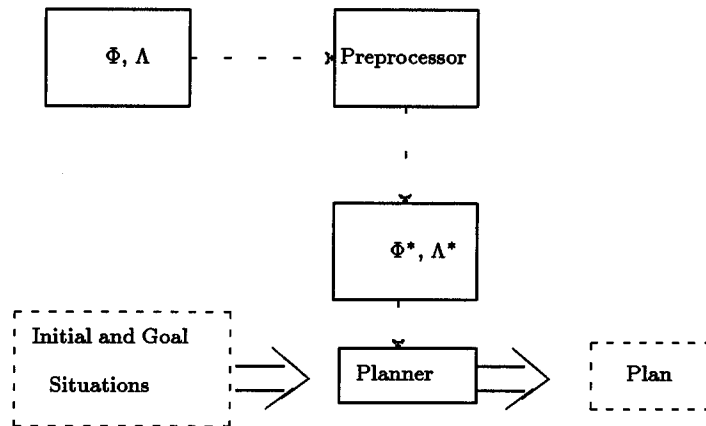 Φ, Λ
Preprocessor
Φ*, Λ*
Initial and Goal
Situations
Planner
Plan